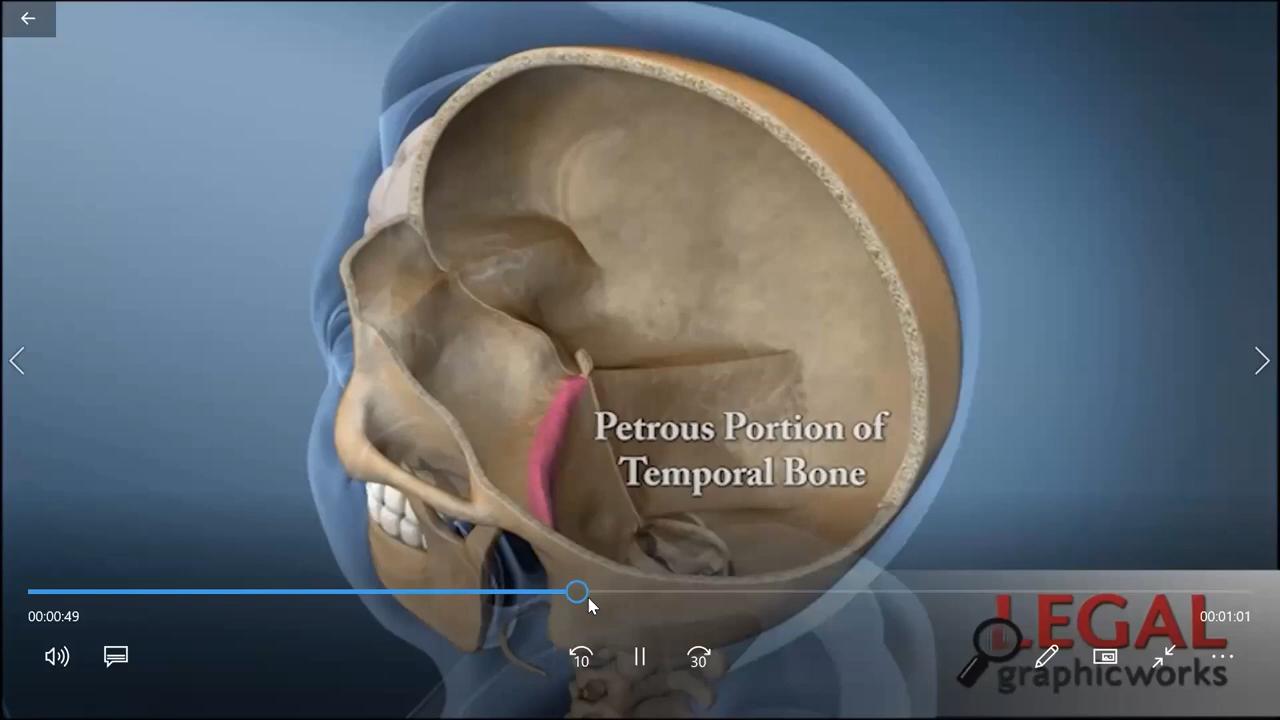 Petrous Portion of
Temporal Bone
00:00:49
00:01:01
10
30
LEGAL
graphicworks